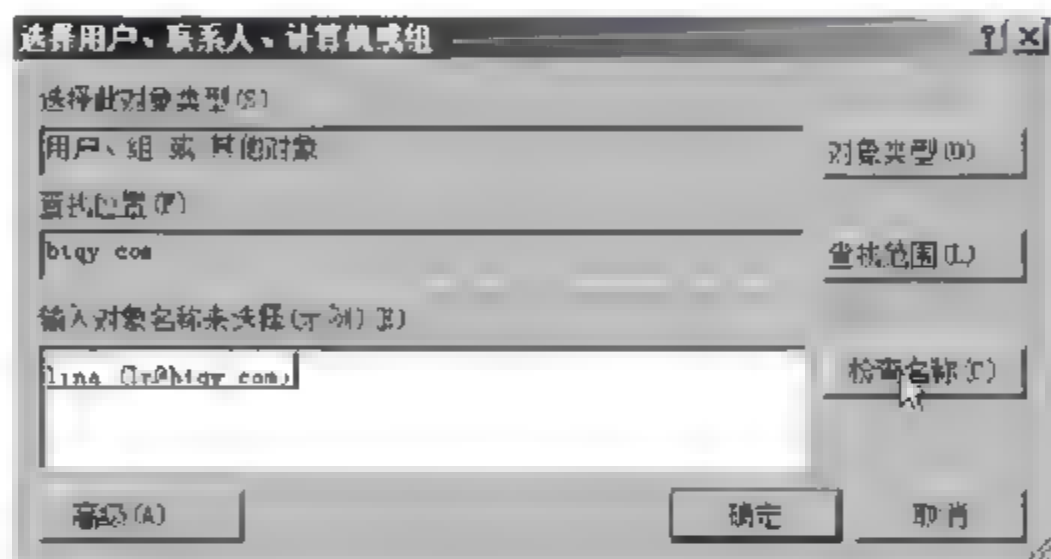 选择用户、联系人、计算机或组
选择此对象类型(S)
用户、组 或 其他对象
对象类型(O)
查找位置(F)
btqy com
查找范围(L)
输入对象名称来选择(示例)(E)
lina
检查名称(C)
高级(A)
确定
取消